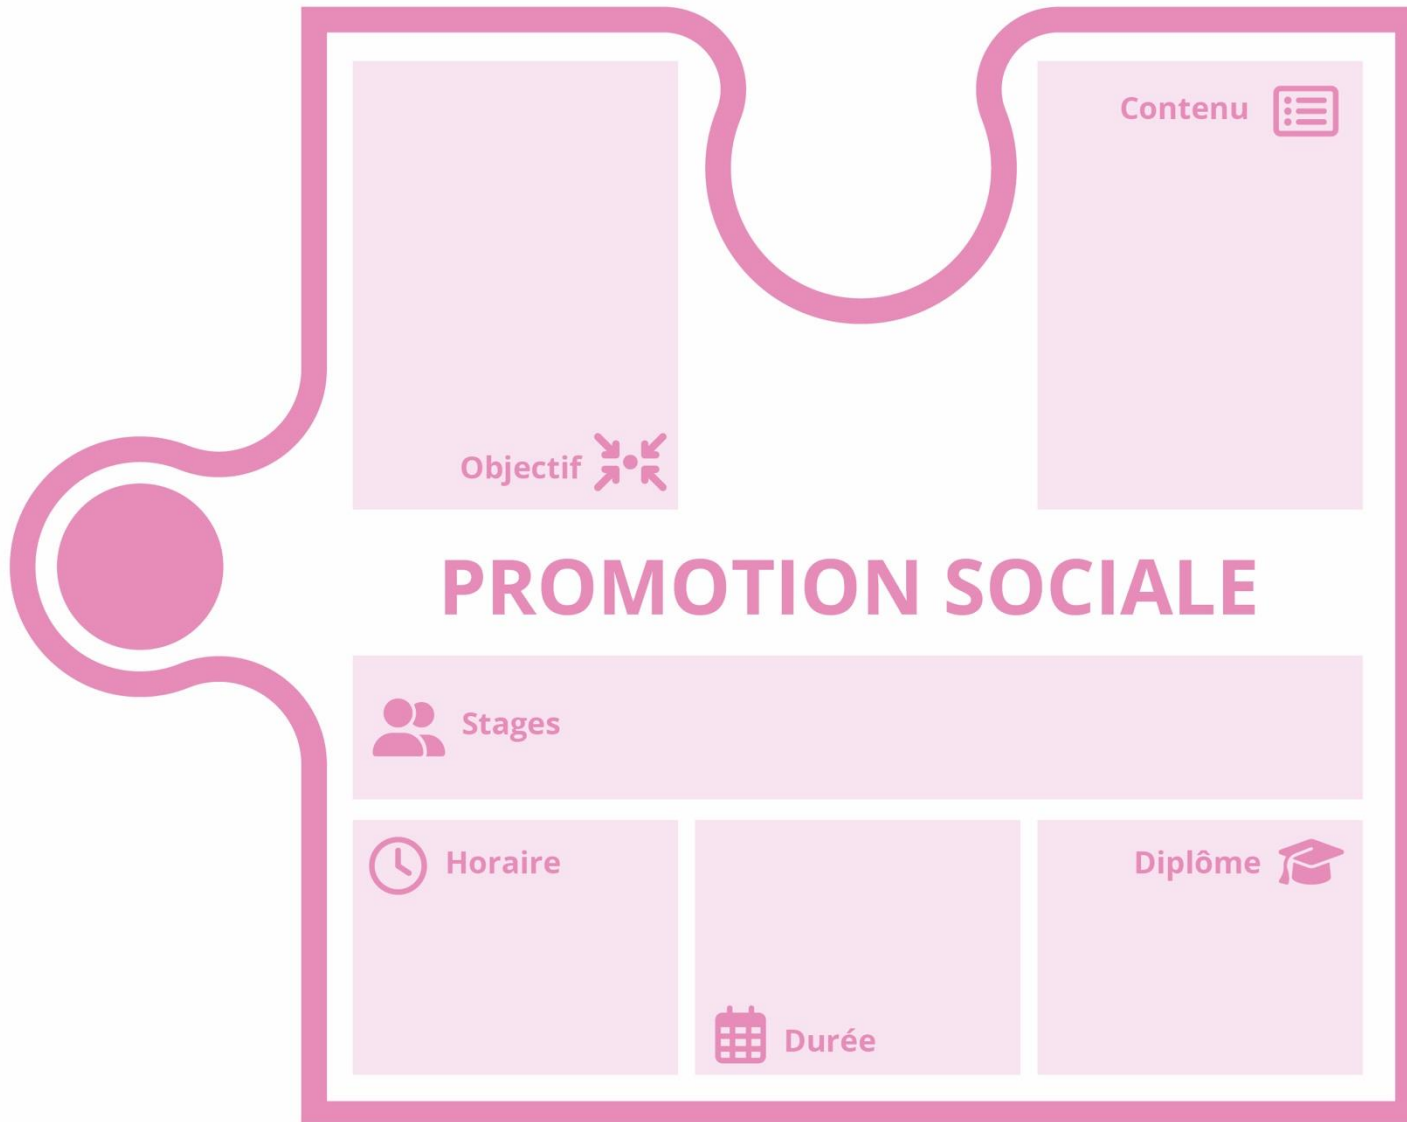 Contenu
Objectif
PROMOTION SOCIALE
Stages
Horaire
Diplôme
Durée